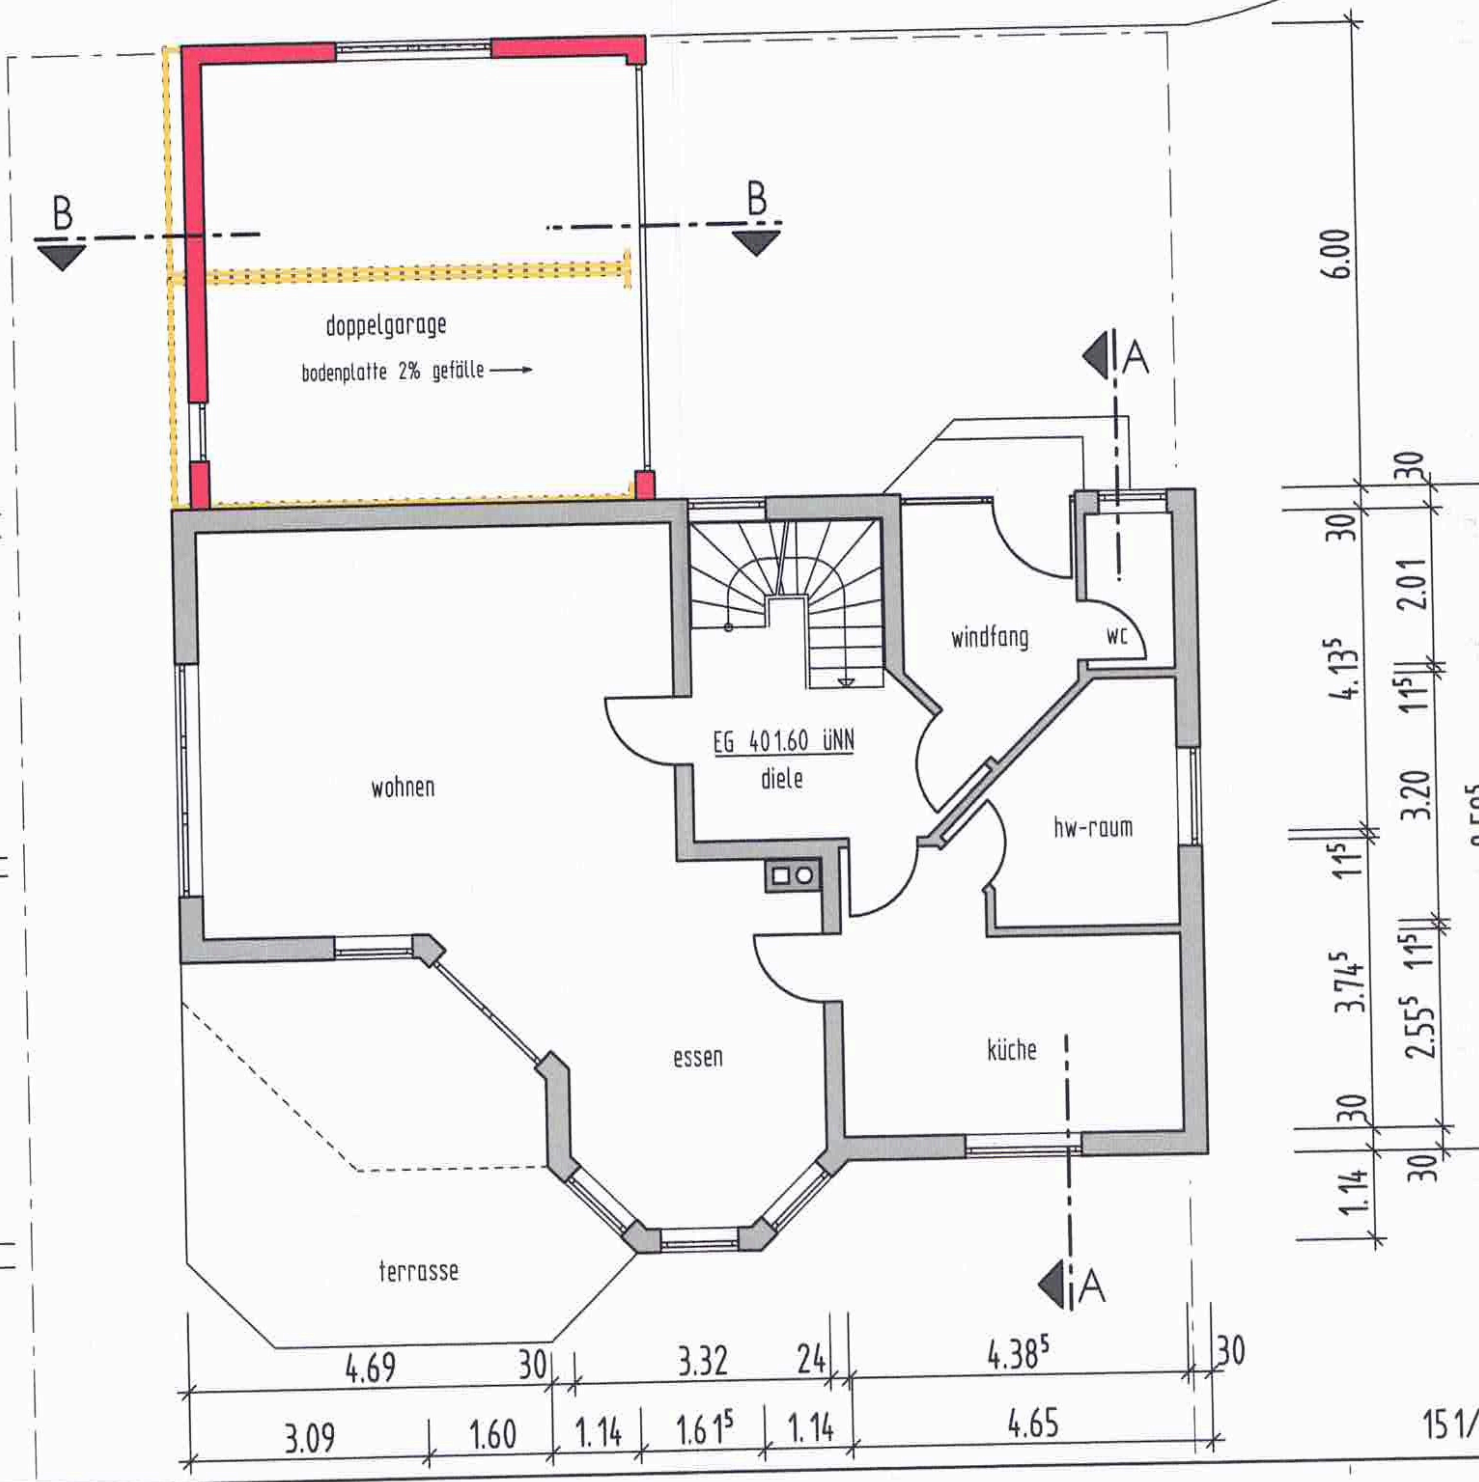 B
B
6.00
doppelgarage
bodenplatte 2% gefälle
A
30
30
2.01
windfang
wc
4.13⁵
11⁵
EG 401.60 üNN
diele
wohnen
3.20
hw-raum
11⁵
11⁵
3.74⁵
essen
küche
2.55⁵
30
30
1.14
terrasse
A
4.69
30
3.32
24
4.38⁵
30
3.09
1.60
1.14
1.61⁵
1.14
4.65
151/